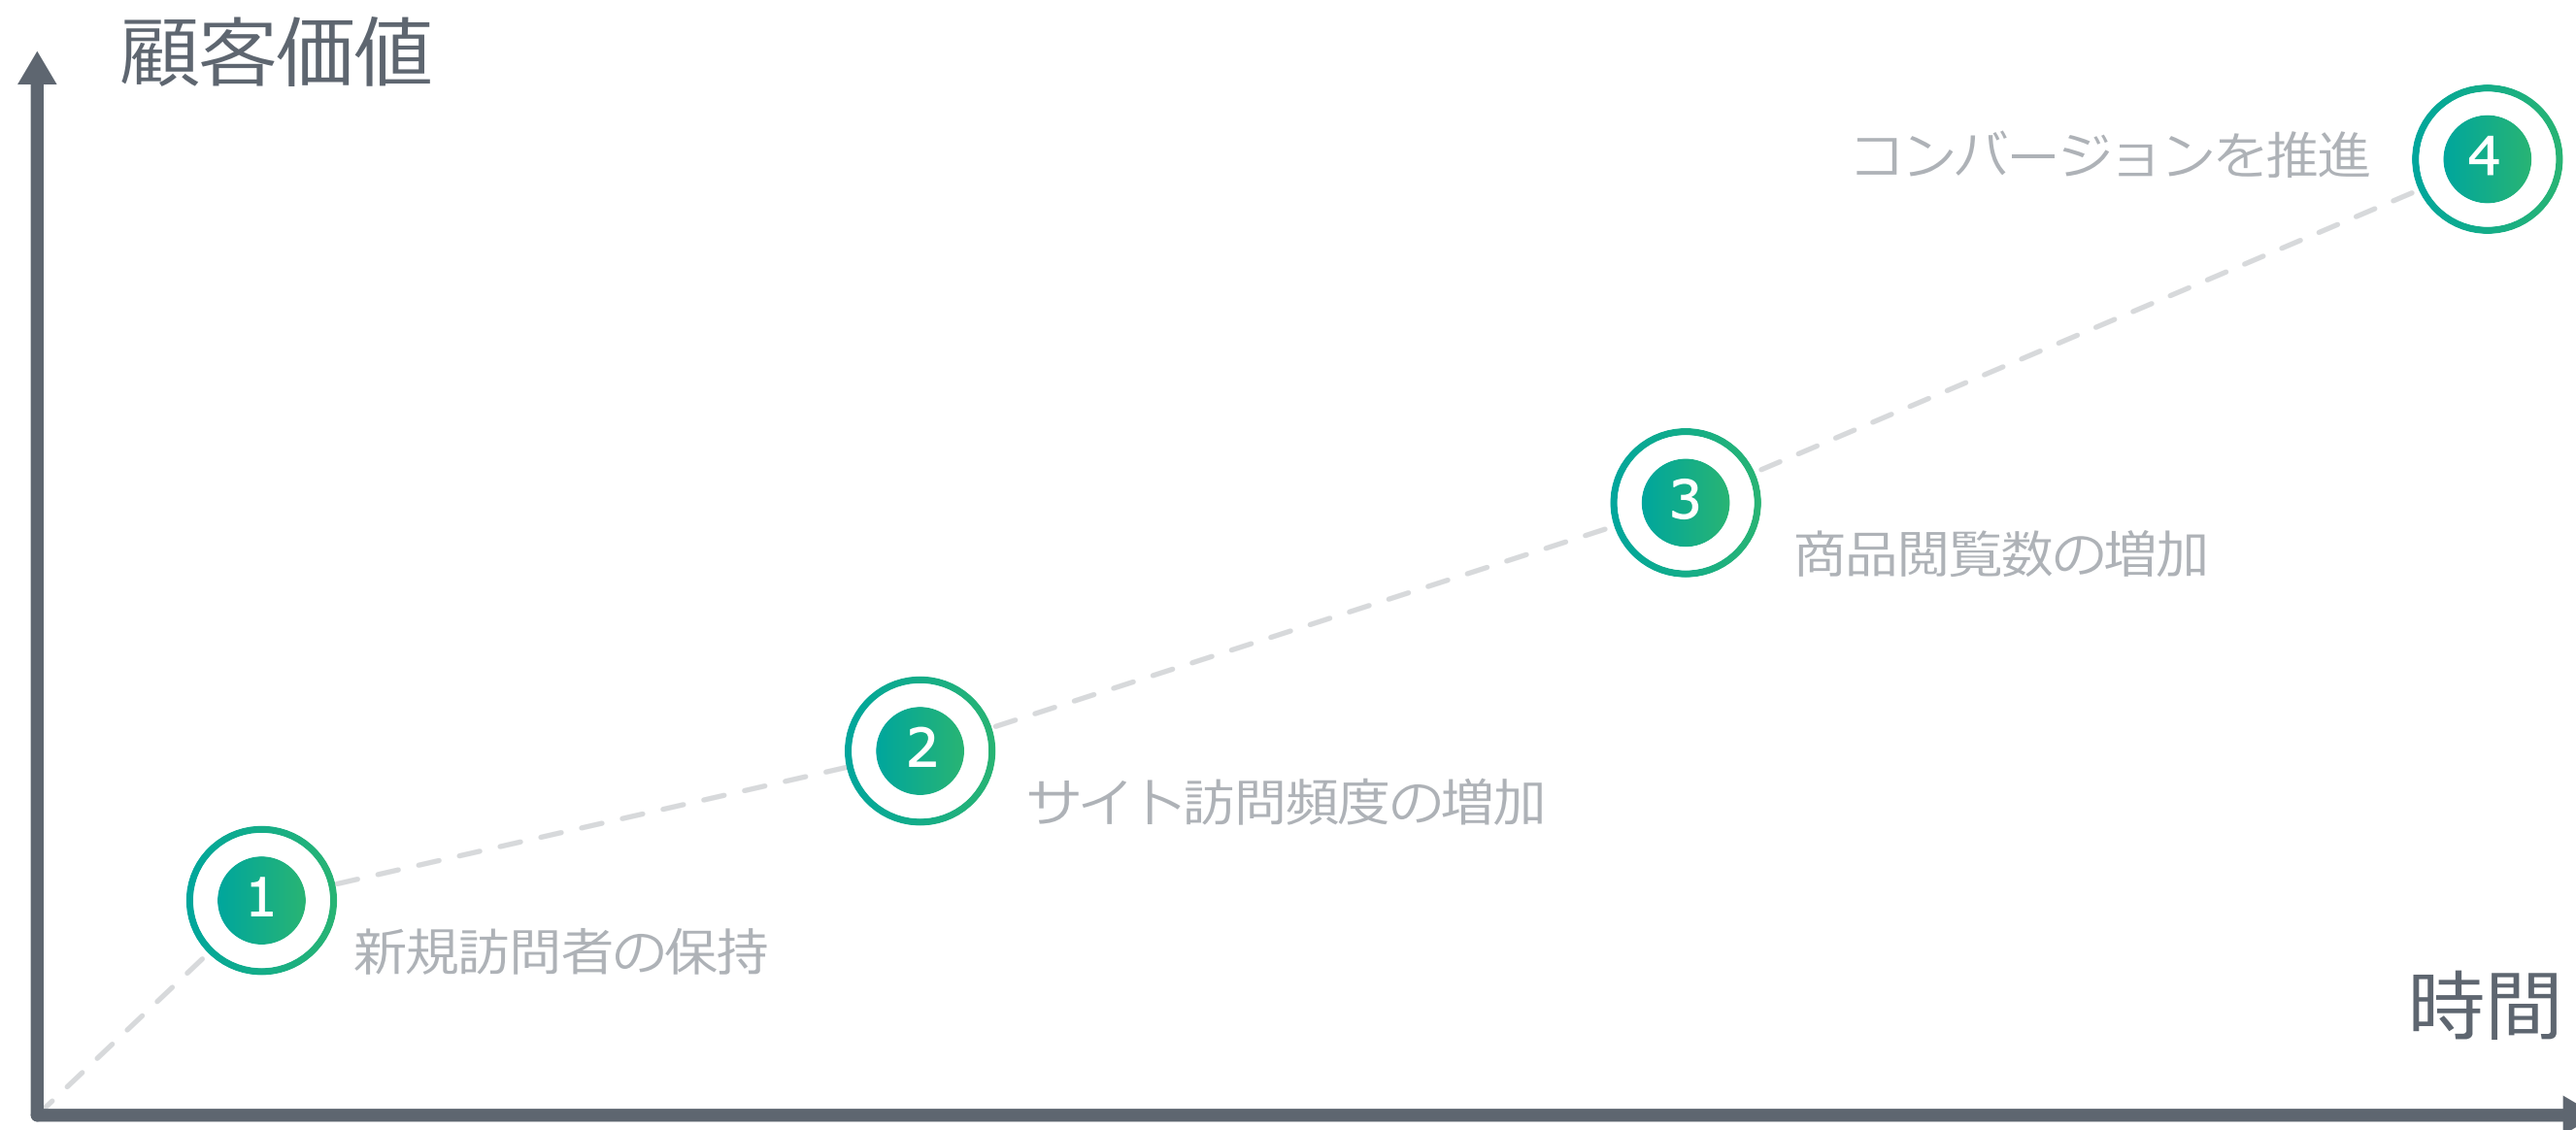 顧客価値
コンバージョンを推進
4
3
商品閲覧数の増加
2
サイト訪問頻度の増加
1
新規訪問者の保持
時間